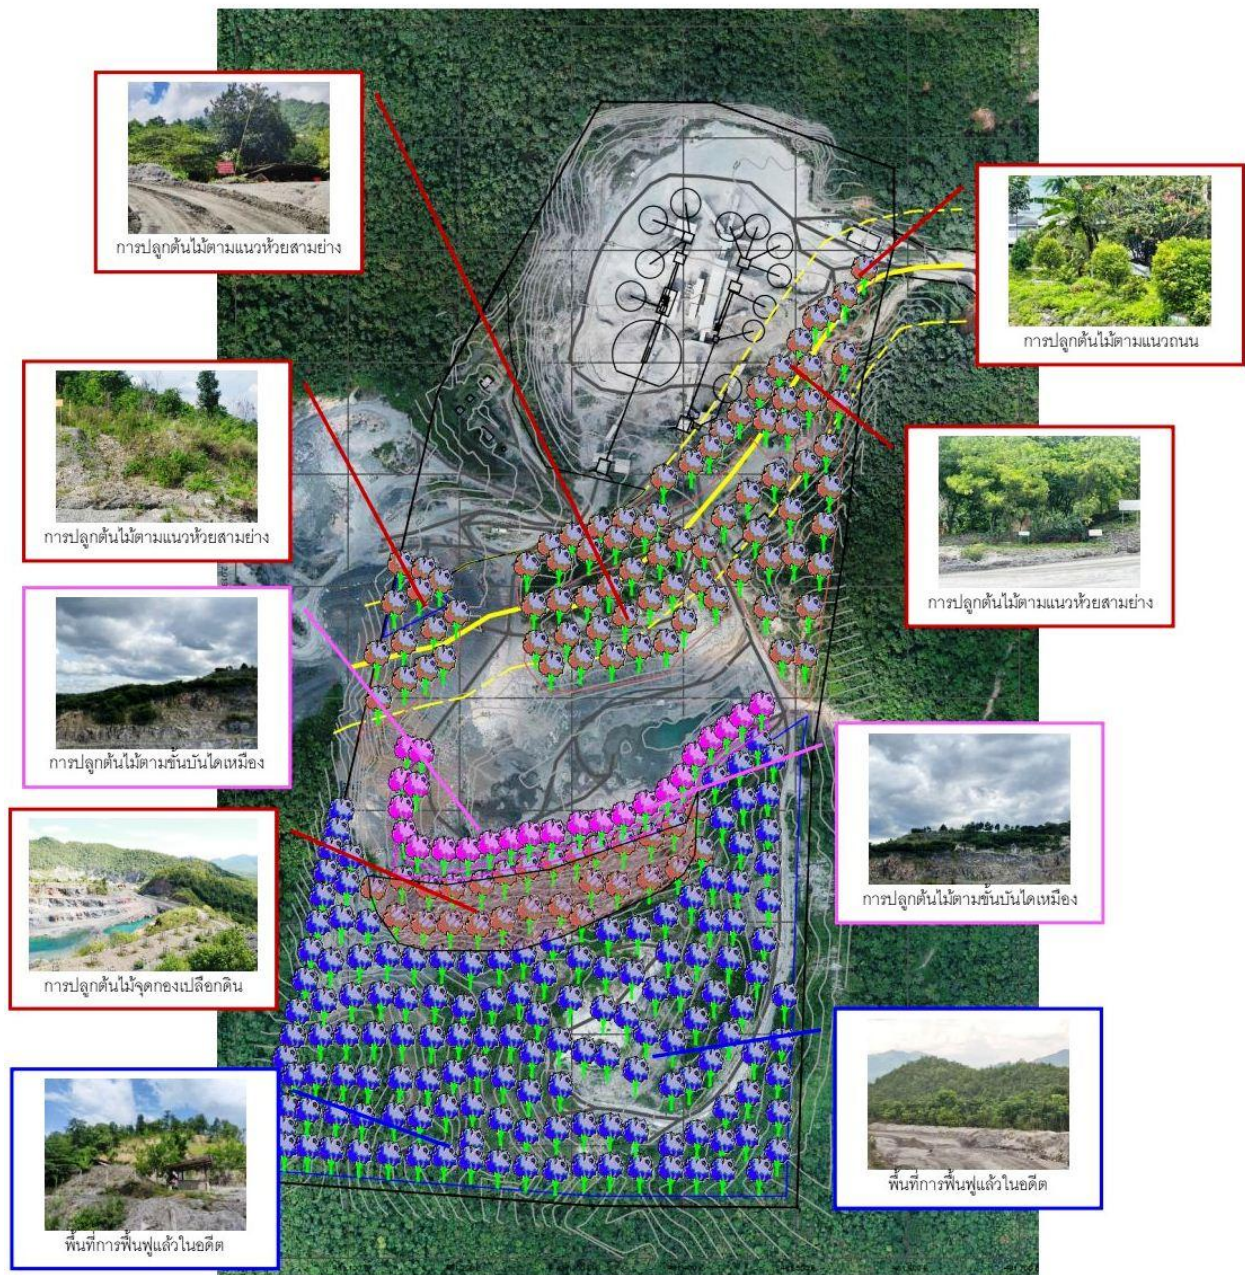 การปลูกต้นไม้ตามแนวห้วยสามย่าง
การปลูกต้นไม้ตามแนวถนน
การปลูกต้นไม้ตามแนวห้วยสามย่าง
การปลูกต้นไม้ตามแนวห้วยสามย่าง
การปลูกต้นไม้ตามขั้นบันไดเหมือง
การปลูกต้นไม้ตามขั้นบันไดเหมือง
การปลูกต้นไม้จุดกองเปลือกดิน
พื้นที่การฟื้นฟูแล้วในอดีต
พื้นที่การฟื้นฟูแล้วในอดีต